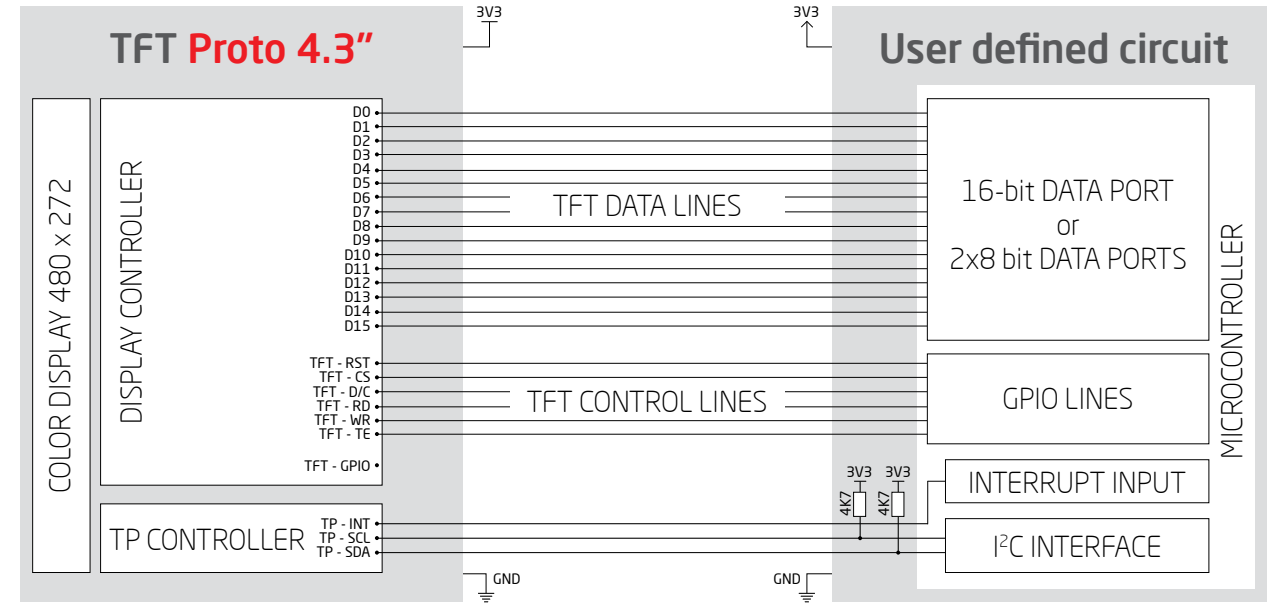 3V3
3V3
TFT Proto 4.3”
User defined circuit
COLOR DISPLAY 480 x 272
DISPLAY CONTROLLER
D0
D1
D2
D3
D4
D5
D6
D7
D8
D9
D10
D11
D12
D13
D14
D15
TFT DATA LINES
16-bit DATA PORT
or
2x8 bit DATA PORTS
MICROCONTROLLER
TFT - RST
TFT - CS
TFT - D/C
TFT - RD
TFT - WR
TFT - TE
TFT - GPIO
TFT CONTROL LINES
GPIO LINES
3V3
3V3
4K7
4K7
INTERRUPT INPUT
TP CONTROLLER
TP - INT
TP - SCL
TP - SDA
I²C INTERFACE
GND
GND